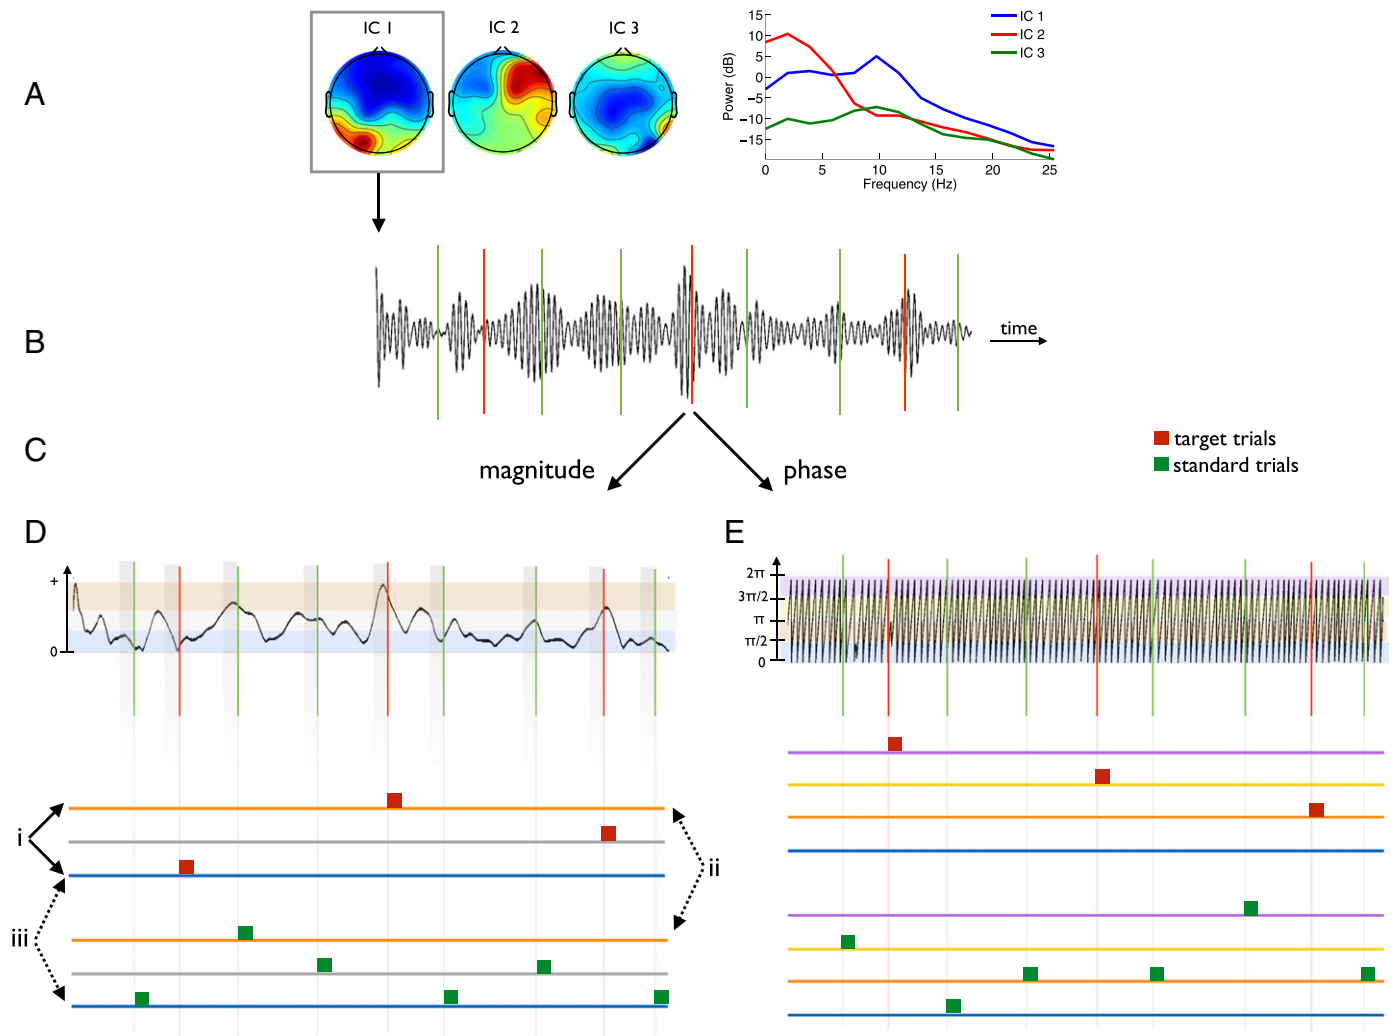 A
IC 1
IC 2
IC 3
Power (dB)
15
15
5
0
−5
−10
−15
0
5
10
15
20
25
Frequency (Hz)
IC 1
IC 2
IC 3
B
time
C
magnitude
phase
target trials
standard trials
D
+
0
i
ii
iii
E
2π
3π/2
π
π/2
0